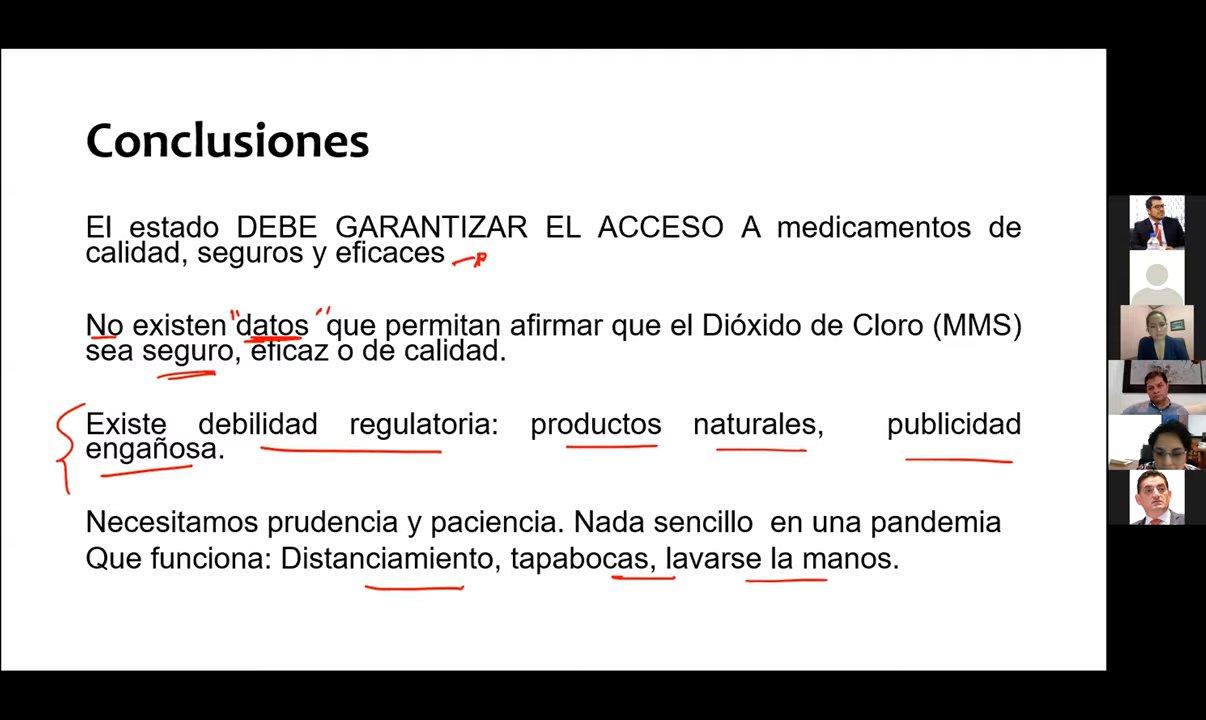 Conclusiones
El estado DEBE GARANTIZAR EL ACCESO A medicamentos de
calidad, seguros y eficaces
No existen "datos" que permitan afirmar que el Dióxido de Cloro (MMS)
sea seguro, eficaz o de calidad.
Existe debilidad regulatoria: productos naturales, publicidad
engañosa.
Necesitamos prudencia y paciencia. Nada sencillo en una pandemia
Que funciona: Distanciamiento, tapabocas, lavarse la manos.